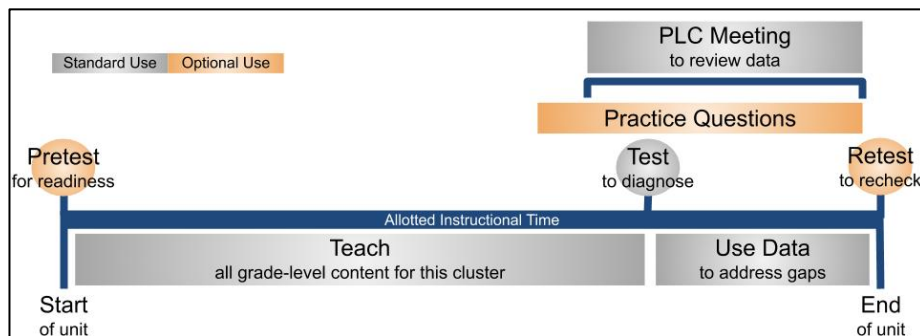 PLC Meeting
to review data
Standard Use
Optional Use
Practice Questions
Pretest
for readiness
Test
to diagnose
Retest
to recheck
Allotted Instructional Time
Teach
all grade-level content for this cluster
Use Data
to address gaps
Start
of unit
End
of unit